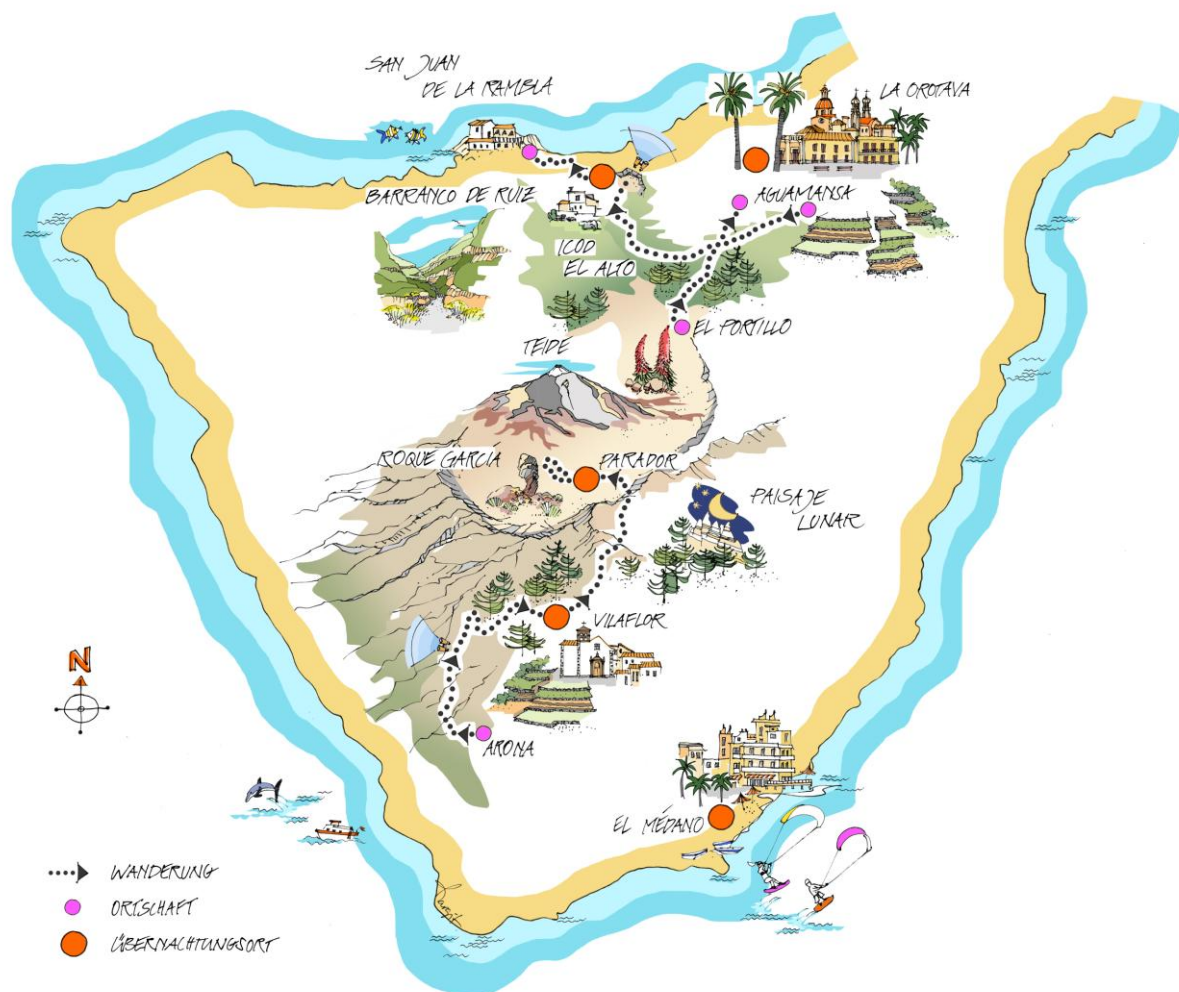 SAN JUAN
DE LA RAMBLA
LA OROTAVA
BARRANCO DE RUIZ
AGUAMANSA
ICOD
EL ALTO
EL PORTILLO
TEIDE
ROQUE GARCÍA
PARADOR
PAISAJE
LUNAR
VILAFLOR
N
ARONA
EL MÉDANO
WANDERUNG
ORTSCHAFT
ÜBERNACHTUNGSORT